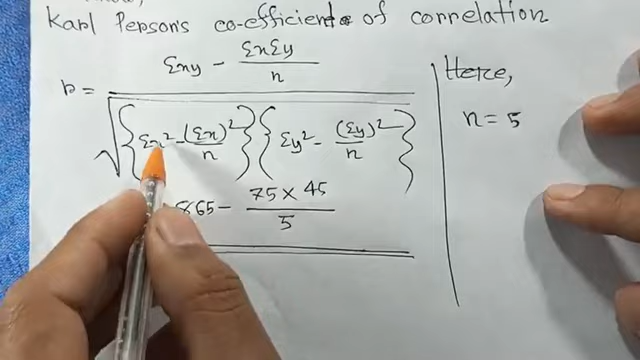 Karl Person's co-efficient of correlation
r = Σxy - ΣxΣy/n
√{Σx² - (Σx)²/n} {Σy² - (Σy)²/n}
865 - 75 × 45/5
Here,
n = 5